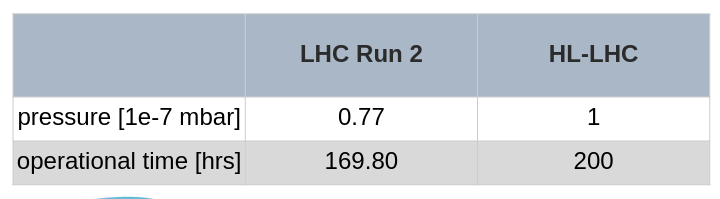 LHC Run 2 HL-LHC
pressure [1e-7 mbar] 0.77 1
operational time [hrs] 169.80 200